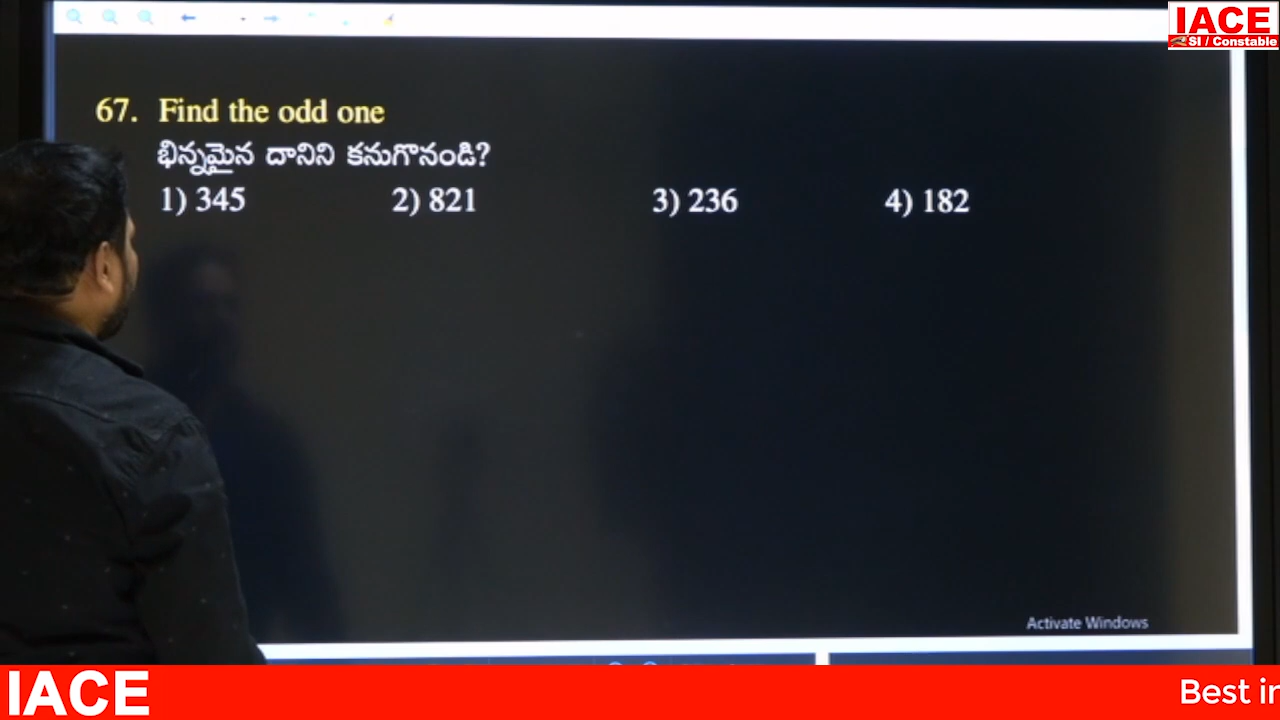 IACE
SI / Constable
67. Find the odd one
భిన్నమైన దానిని కనుగొనండి?
1) 345 2) 821 3) 236 4) 182
Activate Windows
IACE
Best in